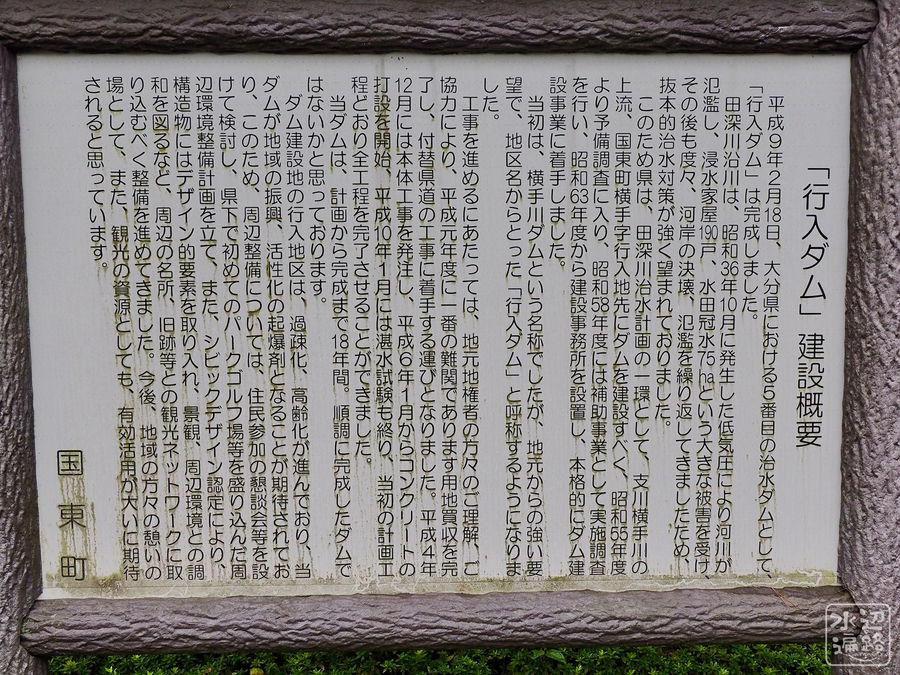 「行入ダム」建設概要
平成9年2月18日、大分県における5番目の治水ダムとして、
「行入ダム」は完成しました。
田深川沿川は、昭和36年10月に発生した低気圧により河川が
氾濫し、浸水家屋190戸、水田冠水75haという大きな被害を受け、
その後も度々、河岸の決壊、氾濫を繰り返してきましたため、
抜本的治水対策が強く望まれておりました。
このため県は、田深川治水計画の一環として、支川横手川の
上流、国東町横手字行入地先にダムを建設すべく、昭和55年度
より予備調査に入り、昭和58年度には補助事業として実施調査
を行い、昭和63年度から建設事務所を設置し、本格的にダム建
設事業に着手しました。
当初は、横手川ダムという名称でしたが、地元からの強い要
望で、地区名からとった「行入ダム」と呼称するようになりま
した。
工事を進めるにあたっては、地元地権者の方々のご理解、ご
協力により、平成元年度に一番の難関であります用地買収を完
了し、付替県道の工事に着手する運びとなりました。平成4年
12月には本体工事を発注し、平成6年1月からコンクリートの
打設を開始、平成10年1月には湛水試験も終り、当初の計画工
程どおり全工程を完了させることができました。
当ダムは、計画から完成まで18年間。順調に完成したダムで
はないかと思っております。
ダム建設地の行入地区は、過疎化、高齢化が進んでおり、当
ダムが地域の振興、活性化の起爆剤となることが期待されてお
り、このため、周辺整備については、住民参加の懇談会等を設
けて検討し、県下で初めてのパークゴルフ場等を盛り込んだ周
辺環境整備計画を立て、また、シビックデザイン認定により、
構造物にはデザイン的要素を取り入れ、景観、周辺環境との調
和を図るなど、周辺の名所、旧跡等との観光ネットワークに取
り込むべく整備を進めてきました。今後、地域の方々の憩いの
場として、また、観光の資源としても、有効活用が大いに期待
されると思っています。
国東町
水辺遍路